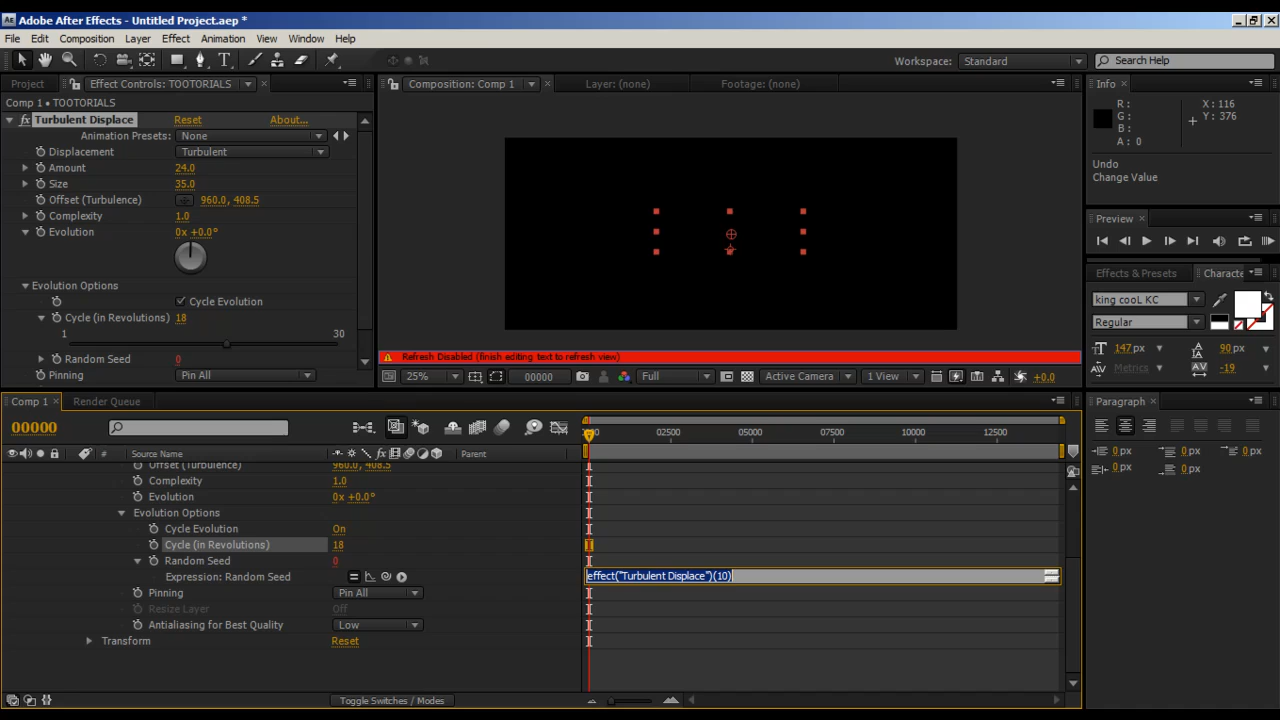 Adobe After Effects - Untitled Project.aep *
File Edit Composition Layer Effect Animation View Window Help
Workspace: Standard Search Help
Project Effect Controls: TOOTORIALS
Composition: Comp 1 Layer: (none) Footage: (none)
Info
Comp 1 • TOOTORIALS
fx Turbulent Displace Reset About...
Animation Presets: None
Displacement Turbulent
Amount 24.0
Size 35.0
Offset (Turbulence) 960.0, 408.5
Complexity 1.0
Evolution 0x +0.0°
Evolution Options
Cycle Evolution
Cycle (in Revolutions) 18
1 30
Random Seed 0
Pinning Pin All
R : X : 116
G : Y : 376
B :
A : 0
Undo
Change Value
Preview
Effects & Presets Characte
king cooL KC
Regular
147 px 90 px
Metrics -19
Refresh Disabled (finish editing text to refresh view)
25% 00000 Full Active Camera 1 View +0.0
Comp 1 Render Queue
Paragraph
00000
02500 05000 07500 10000 12500
0 px 0 px 0 px
0 px 0 px
# Source Name fx Parent
Offset (Turbulence) 960.0, 408.5
Complexity 1.0
Evolution 0x +0.0°
Evolution Options
Cycle Evolution On
Cycle (in Revolutions) 18
Random Seed 0
Expression: Random Seed effect("Turbulent Displace")(10)
Pinning Pin All
Resize Layer Off
Antialiasing for Best Quality Low
Transform Reset
Toggle Switches / Modes